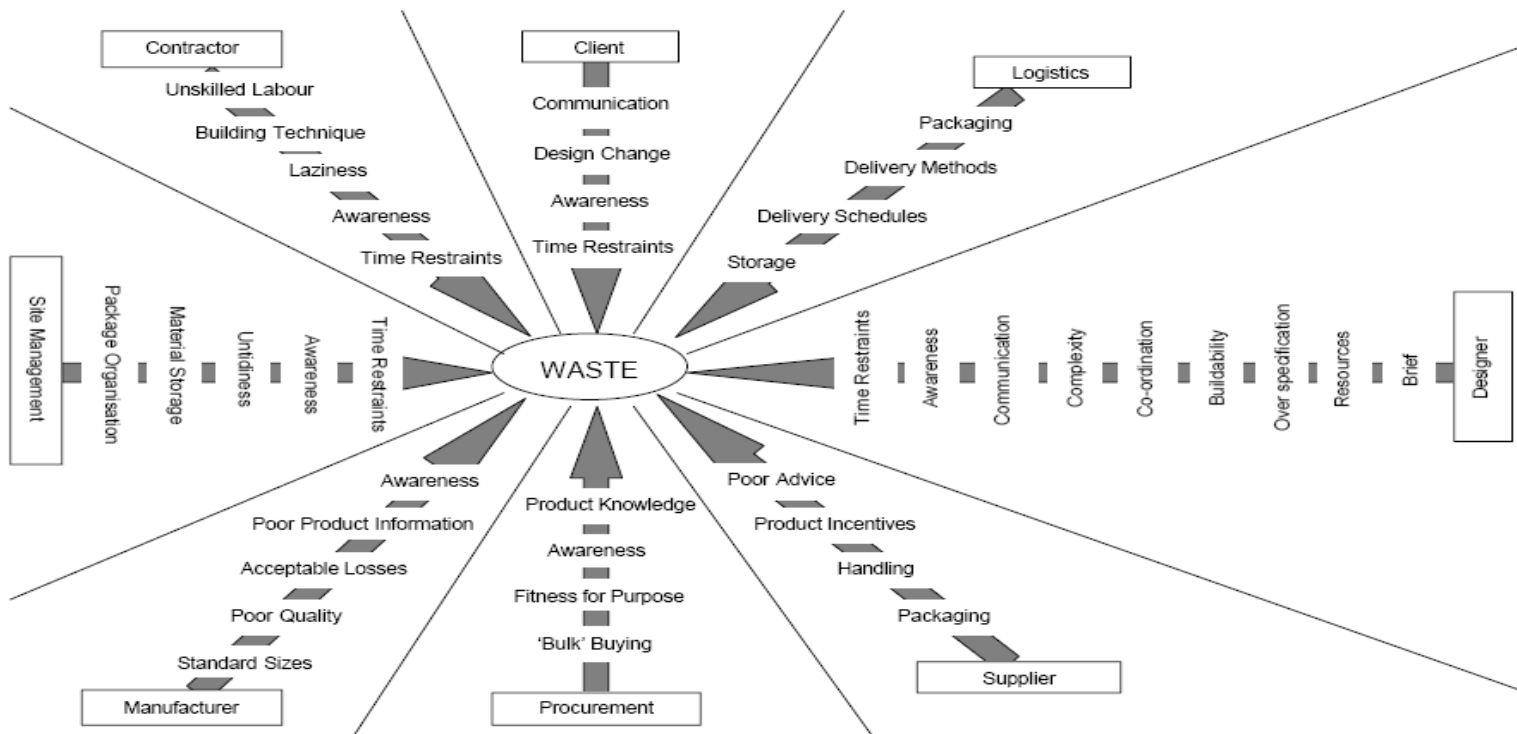 Contractor
Unskilled Labour
Building Technique
Laziness
Awareness
Time Restraints
Client
Communication
Design Change
Awareness
Time Restraints
Logistics
Packaging
Delivery Methods
Delivery Schedules
Storage
Site Management
Package Organisation
Material Storage
Untidiness
Awareness
Time Restraints
WASTE
Time Restraints
Awareness
Communication
Complexity
Co-ordination
Buildability
Over specification
Resources
Brief
Designer
Awareness
Poor Product Information
Acceptable Losses
Poor Quality
Standard Sizes
Manufacturer
Product Knowledge
Awareness
Fitness for Purpose
‘Bulk’ Buying
Procurement
Poor Advice
Product Incentives
Handling
Packaging
Supplier